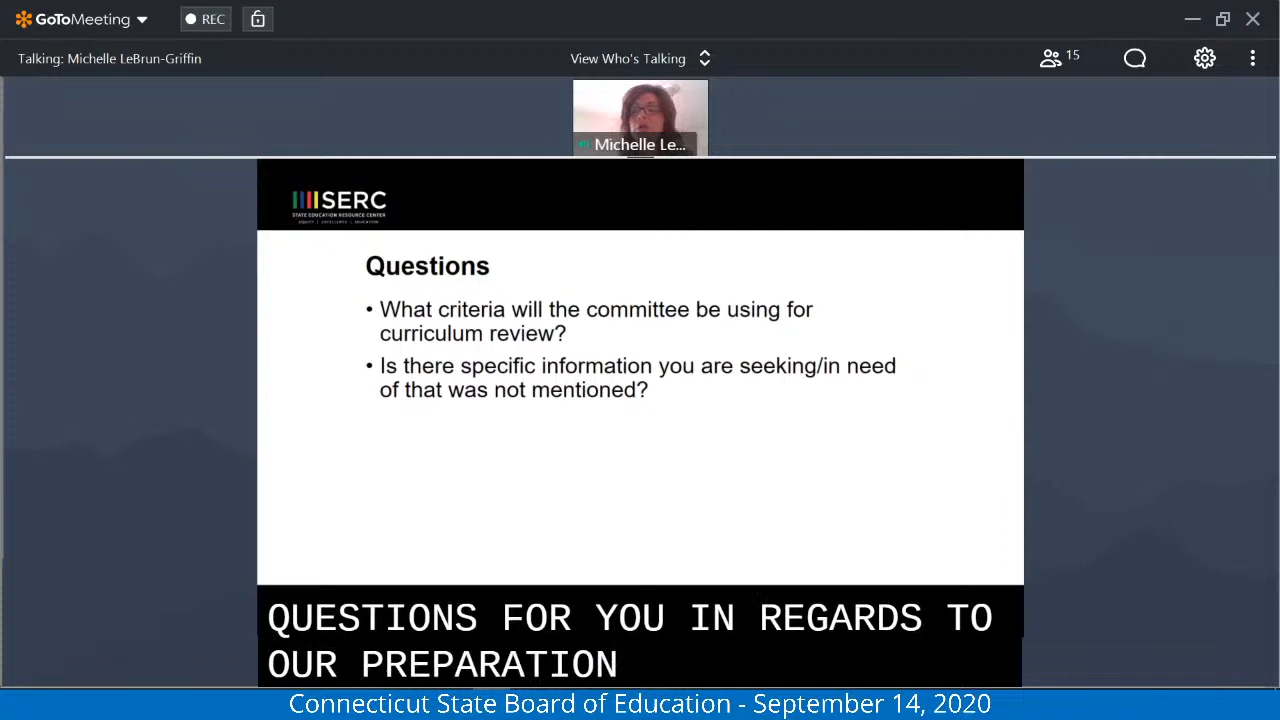 GoToMeeting
REC
Talking: Michelle LeBrun-Griffin
View Who's Talking
15
Michelle Le...
SERC
STATE EDUCATION RESOURCE CENTER
EQUITY | EXCELLENCE | EDUCATION
Questions
• What criteria will the committee be using for
curriculum review?
• Is there specific information you are seeking/in need
of that was not mentioned?
QUESTIONS FOR YOU IN REGARDS TO
OUR PREPARATION
Connecticut State Board of Education - September 14, 2020